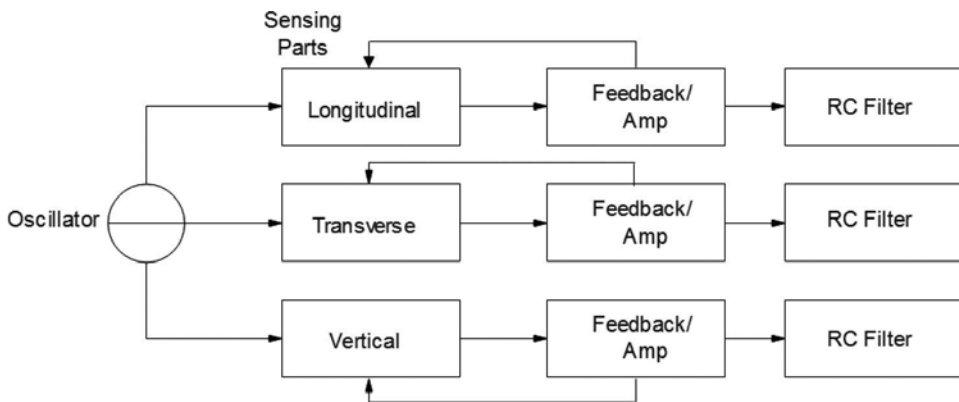 Sensing
Parts
Longitudinal
Feedback/
Amp
RC Filter
Oscillator
Transverse
Feedback/
Amp
RC Filter
Vertical
Feedback/
Amp
RC Filter